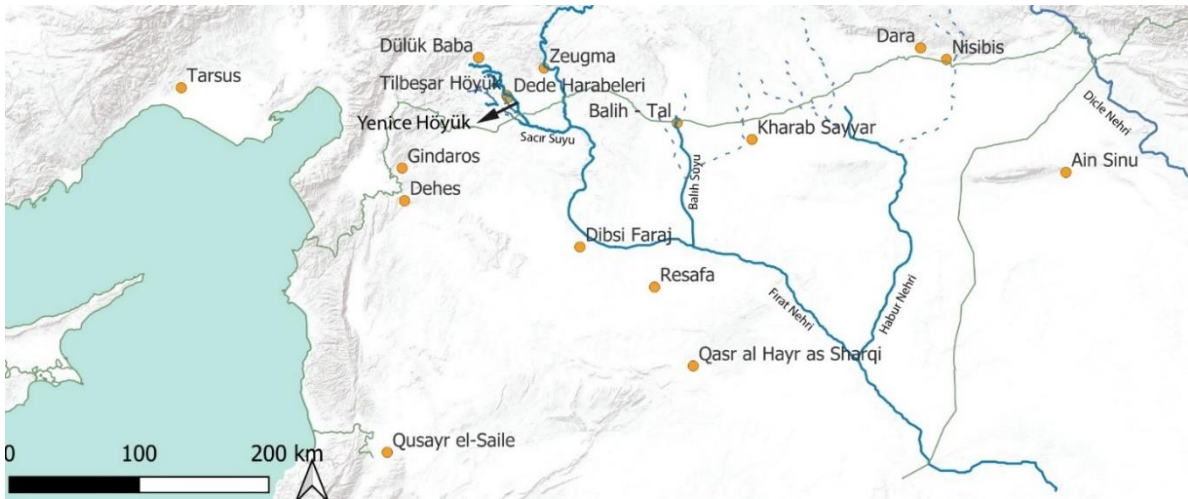 Dülük Baba
Zeugma
Dara
Nisibis
Tarsus
Tilbeşar Höyük
Dede Harabeleri
Yenice Höyük
Balih - Tal
Kharab Sayyar
Dicle Nehri
Sacır Suyu
Gindaros
Ain Sinu
Dehes
Balıh Suyu
Dibsi Faraj
Resafa
Fırat Nehri
Habur Nehri
Qasr al Hayr as Sharqi
Qusayr el-Saile
0 100 200 km